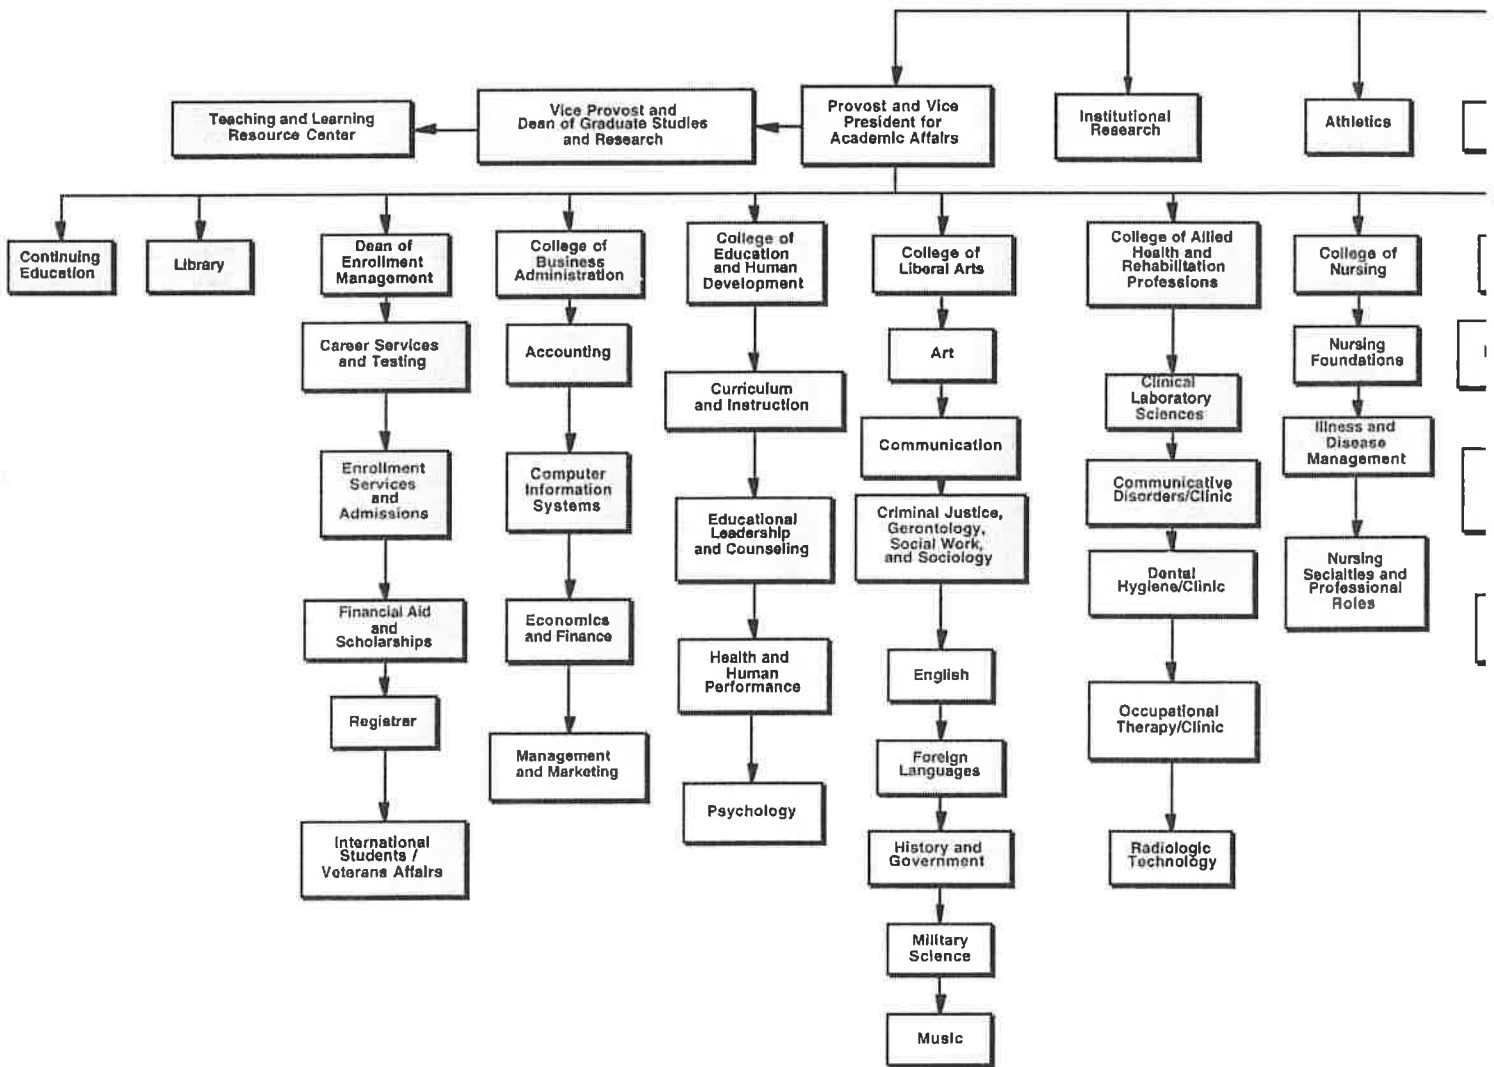 Teaching and Learning
Resource Center
Vice Provost and
Dean of Graduate Studies
and Research
Provost and Vice
President for
Academic Affairs
Institutional
Research
Athletics
Continuing
Education
Library
Dean of
Enrollment
Management
College of
Business
Administration
College of
Education
and Human
Development
College of
Liberal Arts
College of Allied
Health and
Rehabilitation
Professions
College of
Nursing
Career Services
and Testing
Enrollment
Services
and
Admissions
Financial Aid
and
Scholarships
Registrar
International
Students /
Veterans Affairs
Accounting
Computer
Information
Systems
Economics
and Finance
Management
and Marketing
Curriculum
and Instruction
Educational
Leadership
and Counseling
Health and
Human
Performance
Psychology
Art
Communication
Criminal Justice,
Gerontology,
Social Work,
and Sociology
English
Foreign
Languages
History and
Government
Military
Science
Music
Clinical
Laboratory
Sciences
Communicative
Disorders/Clinic
Dental
Hygiene/Clinic
Occupational
Therapy/Clinic
Radiologic
Technology
Nursing
Foundations
Illness and
Disease
Management
Nursing
Secialties and
Professional
Roles